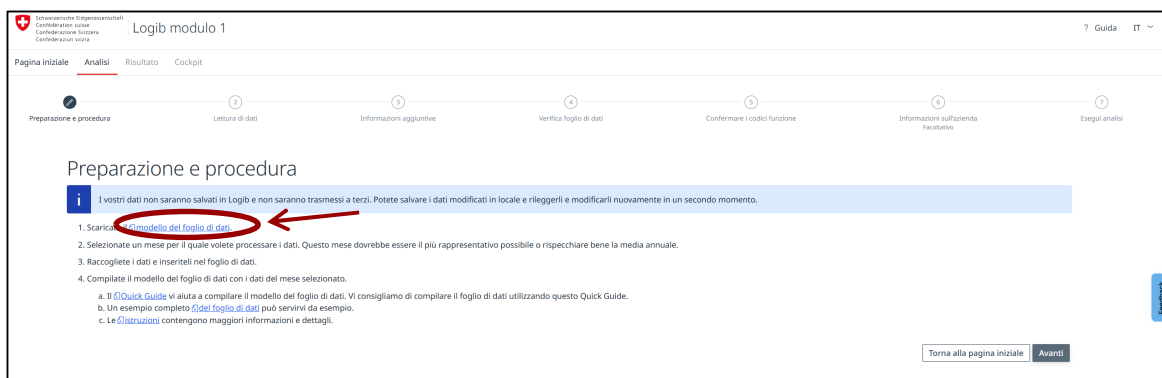 Schweizerische Eidgenossenschaft
Confédération suisse
Confederazione Svizzera
Confederaziun svizra
Logib modulo 1
? Guida IT
Pagina iniziale Analisi Risultato Cockpit
2 3 4 5 6 7
Preparazione e procedura Lettura di dati Informazioni aggiuntive Verifica foglio di dati Confermare i codici funzione Informazioni sull'azienda Esegui analisi
Facoltativo
Preparazione e procedura
i I vostri dati non saranno salvati in Logib e non saranno trasmessi a terzi. Potete salvare i dati modificati in locale e rileggerli e modificarli nuovamente in un secondo momento.
1. Scaricate il modello del foglio di dati.
2. Selezionate un mese per il quale volete processare i dati. Questo mese dovrebbe essere il più rappresentativo possibile o rispecchiare bene la media annuale.
3. Raccogliete i dati e inseriteli nel foglio di dati.
4. Compilate il modello del foglio di dati con i dati del mese selezionato.
a. Il Quick Guide vi aiuta a compilare il modello del foglio di dati. Vi consigliamo di compilare il foglio di dati utilizzando questo Quick Guide.
b. Un esempio completo del foglio di dati può servirvi da esempio.
c. Le istruzioni contengono maggiori informazioni e dettagli.
Feedback
Torna alla pagina iniziale Avanti